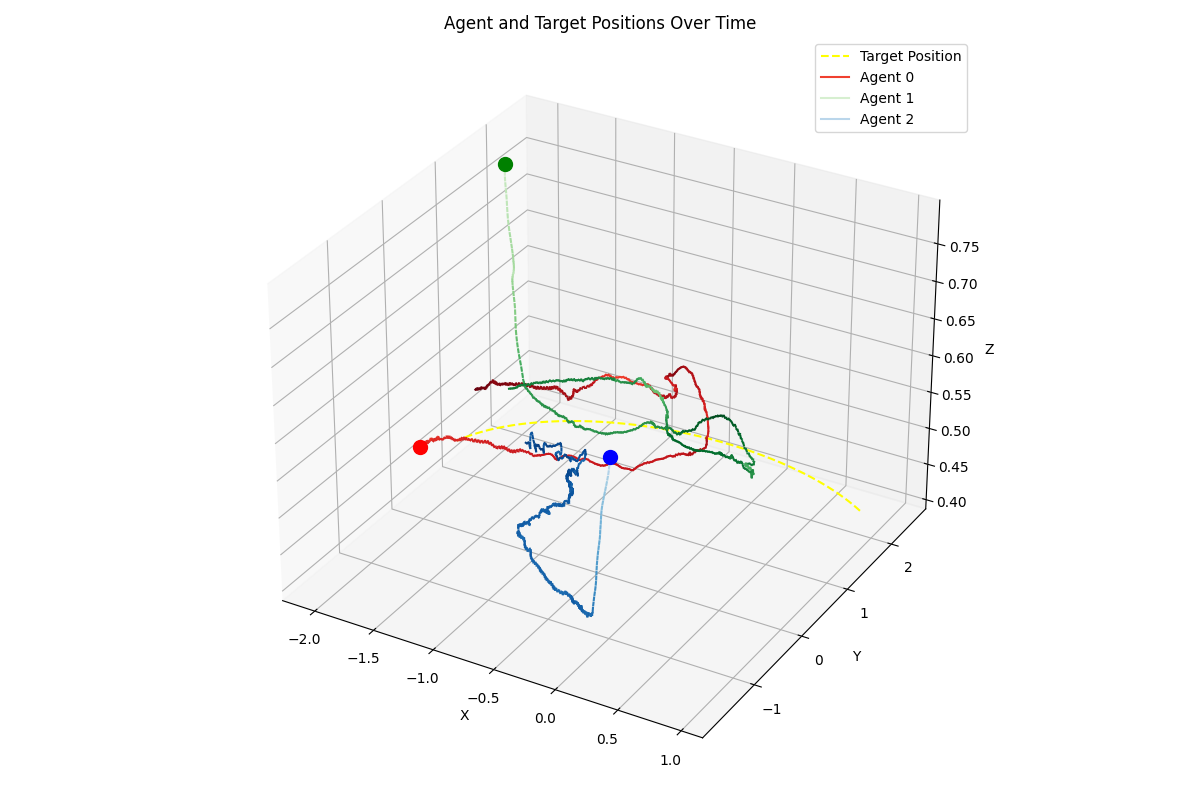 Agent and Target Positions Over Time
Target Position
Agent 0
Agent 1
Agent 2
0.75
0.70
0.65
0.60
0.55
0.50
0.45
0.40
Z
2
1
0
−1
Y
−2.0
−1.5
−1.0
−0.5
0.0
0.5
1.0
X